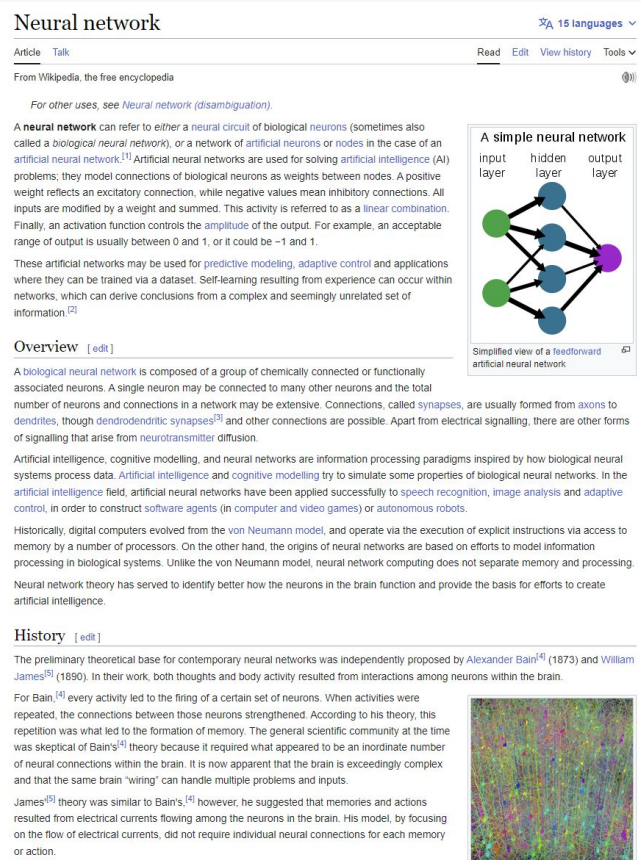 Neural network
15 languages
Article Talk Read Edit View history Tools
From Wikipedia, the free encyclopedia
For other uses, see Neural network (disambiguation).
A neural network can refer to either a neural circuit of biological neurons (sometimes also
called a biological neural network), or a network of artificial neurons or nodes in the case of an
artificial neural network.[1] Artificial neural networks are used for solving artificial intelligence (AI)
problems; they model connections of biological neurons as weights between nodes. A positive
weight reflects an excitatory connection, while negative values mean inhibitory connections. All
inputs are modified by a weight and summed. This activity is referred to as a linear combination.
Finally, an activation function controls the amplitude of the output. For example, an acceptable
range of output is usually between 0 and 1, or it could be −1 and 1.
These artificial networks may be used for predictive modeling, adaptive control and applications
where they can be trained via a dataset. Self-learning resulting from experience can occur within
networks, which can derive conclusions from a complex and seemingly unrelated set of
information.[2]
A simple neural network
input hidden output
layer layer layer
Simplified view of a feedforward
artificial neural network
Overview [ edit ]
A biological neural network is composed of a group of chemically connected or functionally
associated neurons. A single neuron may be connected to many other neurons and the total
number of neurons and connections in a network may be extensive. Connections, called synapses, are usually formed from axons to
dendrites, though dendrodendritic synapses[3] and other connections are possible. Apart from electrical signalling, there are other forms
of signalling that arise from neurotransmitter diffusion.
Artificial intelligence, cognitive modelling, and neural networks are information processing paradigms inspired by how biological neural
systems process data. Artificial intelligence and cognitive modelling try to simulate some properties of biological neural networks. In the
artificial intelligence field, artificial neural networks have been applied successfully to speech recognition, image analysis and adaptive
control, in order to construct software agents (in computer and video games) or autonomous robots.
Historically, digital computers evolved from the von Neumann model, and operate via the execution of explicit instructions via access to
memory by a number of processors. On the other hand, the origins of neural networks are based on efforts to model information
processing in biological systems. Unlike the von Neumann model, neural network computing does not separate memory and processing.
Neural network theory has served to identify better how the neurons in the brain function and provide the basis for efforts to create
artificial intelligence.
History [ edit ]
The preliminary theoretical base for contemporary neural networks was independently proposed by Alexander Bain[4] (1873) and William
James[5] (1890). In their work, both thoughts and body activity resulted from interactions among neurons within the brain.
For Bain,[4] every activity led to the firing of a certain set of neurons. When activities were
repeated, the connections between those neurons strengthened. According to his theory, this
repetition was what led to the formation of memory. The general scientific community at the time
was skeptical of Bain's[4] theory because it required what appeared to be an inordinate number
of neural connections within the brain. It is now apparent that the brain is exceedingly complex
and that the same brain “wiring” can handle multiple problems and inputs.
James'[5] theory was similar to Bain's,[4] however, he suggested that memories and actions
resulted from electrical currents flowing among the neurons in the brain. His model, by focusing
on the flow of electrical currents, did not require individual neural connections for each memory
or action.